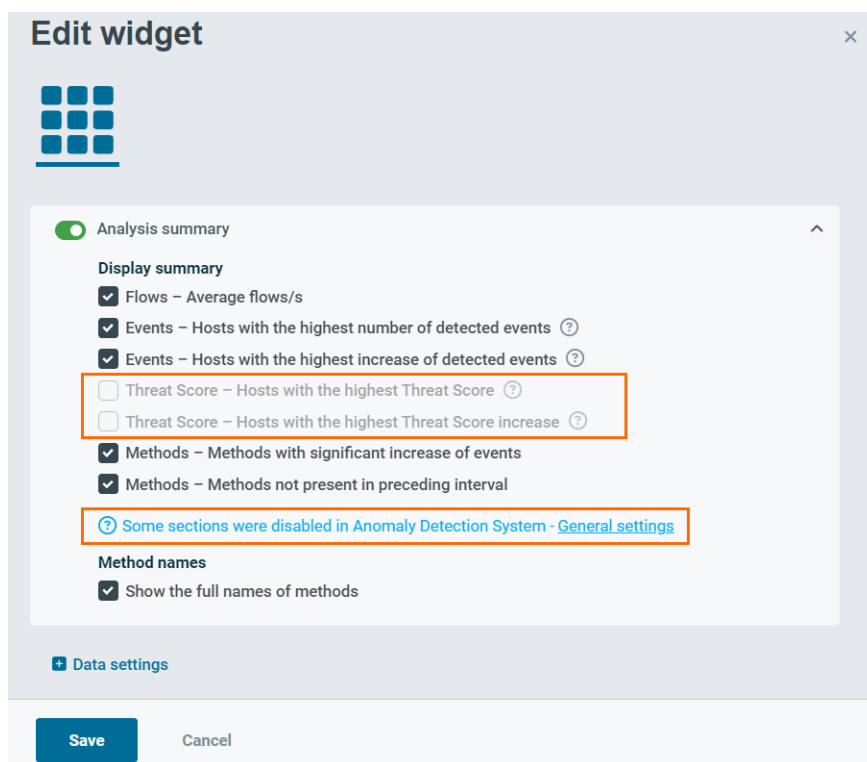 Edit widget
Analysis summary
Display summary
Flows – Average flows/s
Events – Hosts with the highest number of detected events
Events – Hosts with the highest increase of detected events
Threat Score – Hosts with the highest Threat Score
Threat Score – Hosts with the highest Threat Score increase
Methods – Methods with significant increase of events
Methods – Methods not present in preceding interval
Some sections were disabled in Anomaly Detection System - General settings
Method names
Show the full names of methods
Data settings
Save Cancel